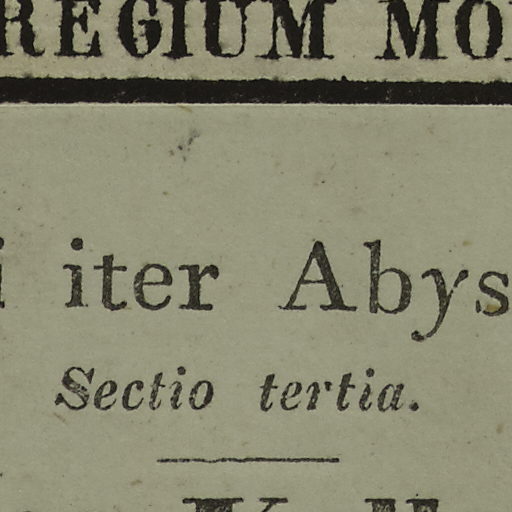 REGIUM MO
i iter Abys
Sectio tertia.